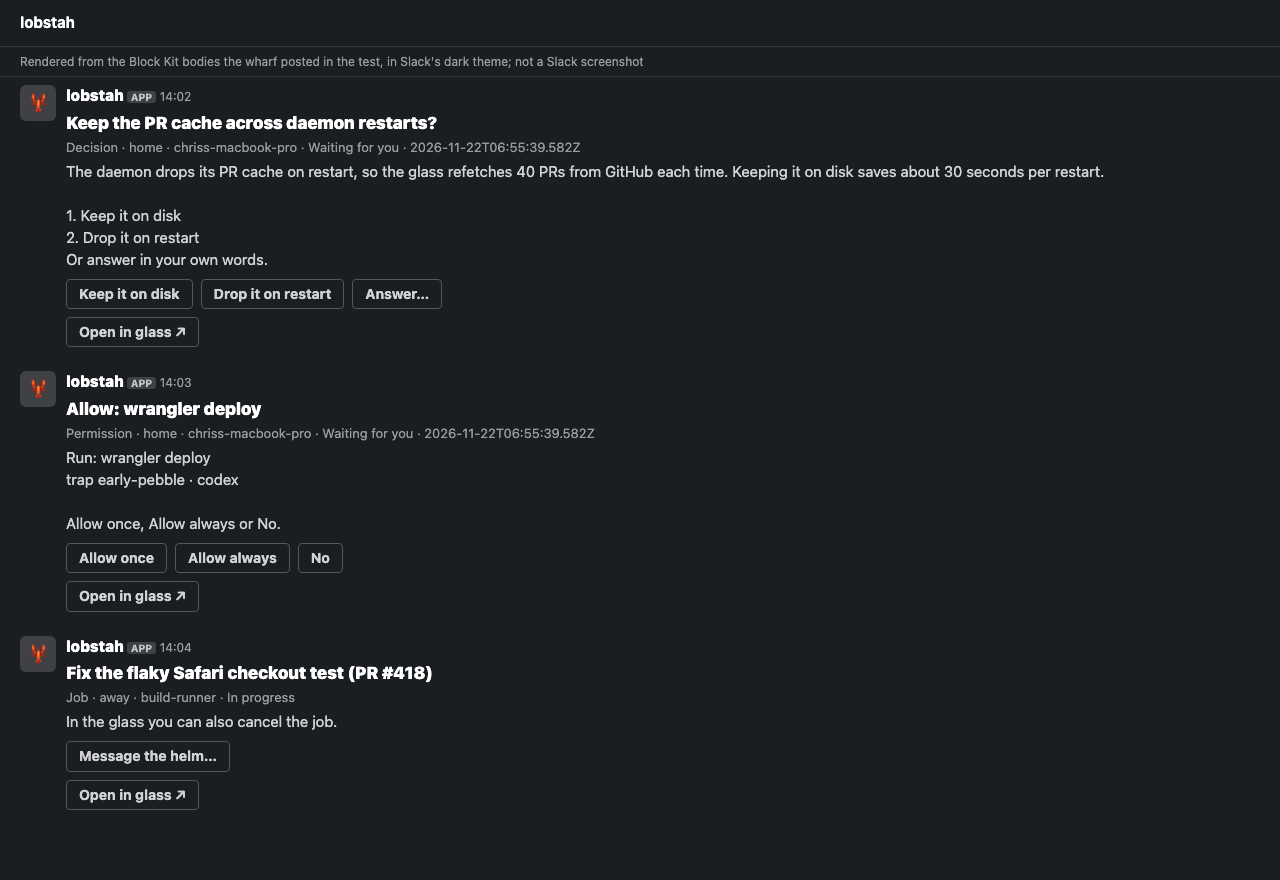 lobstah
Rendered from the Block Kit bodies the wharf posted in the test, in Slack's dark theme; not a Slack screenshot
lobstah APP 14:02
Keep the PR cache across daemon restarts?
Decision · home · chriss-macbook-pro · Waiting for you · 2026-11-22T06:55:39.582Z
The daemon drops its PR cache on restart, so the glass refetches 40 PRs from GitHub each time. Keeping it on disk saves about 30 seconds per restart.
1. Keep it on disk
2. Drop it on restart
Or answer in your own words.
Keep it on disk Drop it on restart Answer...
Open in glass ↗
lobstah APP 14:03
Allow: wrangler deploy
Permission · home · chriss-macbook-pro · Waiting for you · 2026-11-22T06:55:39.582Z
Run: wrangler deploy
trap early-pebble · codex
Allow once, Allow always or No.
Allow once Allow always No
Open in glass ↗
lobstah APP 14:04
Fix the flaky Safari checkout test (PR #418)
Job · away · build-runner · In progress
In the glass you can also cancel the job.
Message the helm...
Open in glass ↗